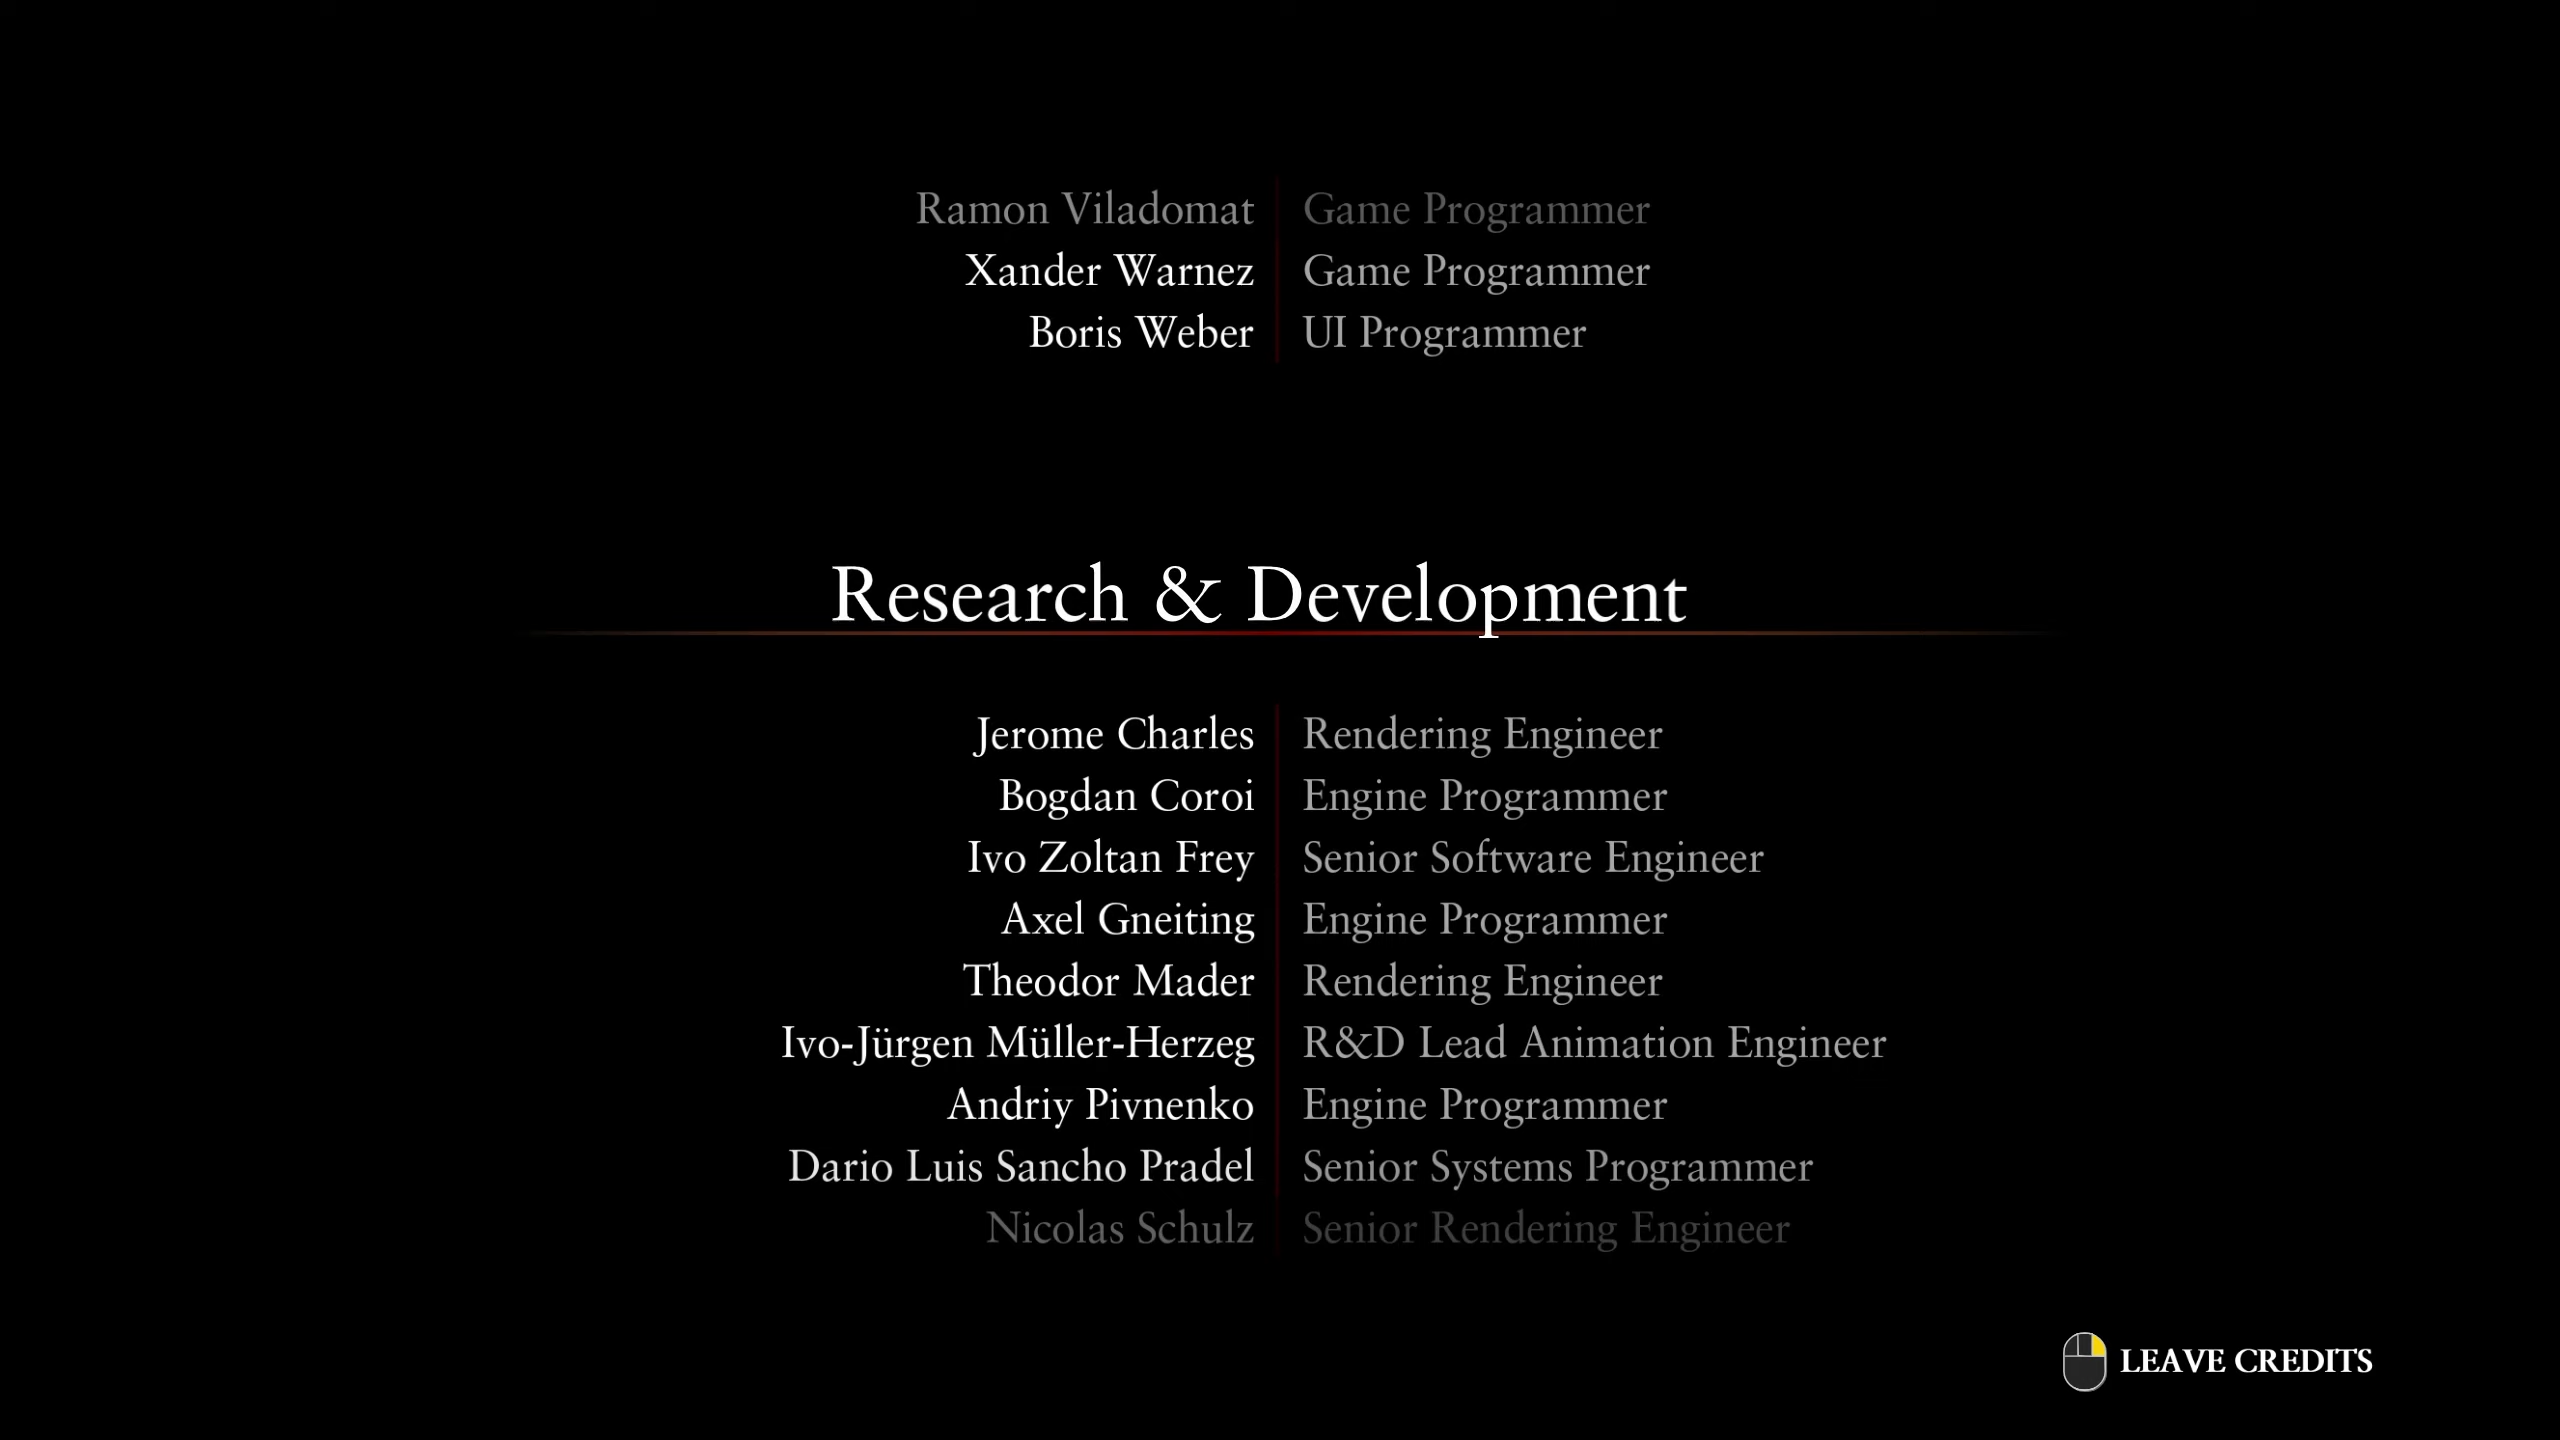 Ramon Viladomat Game Programmer
Xander Warnez Game Programmer
Boris Weber UI Programmer
Research & Development
Jerome Charles Rendering Engineer
Bogdan Coroi Engine Programmer
Ivo Zoltan Frey Senior Software Engineer
Axel Gneiting Engine Programmer
Theodor Mader Rendering Engineer
Ivo-Jürgen Müller-Herzeg R&D Lead Animation Engineer
Andriy Pivnenko Engine Programmer
Dario Luis Sancho Pradel Senior Systems Programmer
Nicolas Schulz Senior Rendering Engineer
LEAVE CREDITS